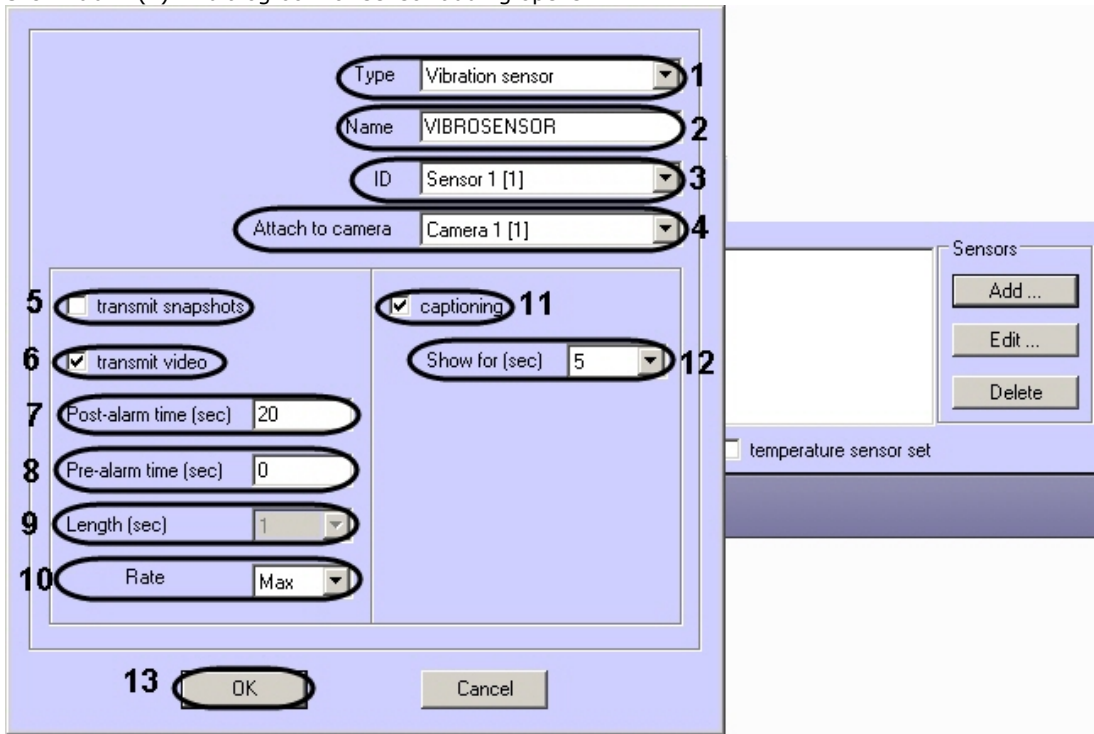 Type Vibration sensor 1
Name VIBROSENSOR 2
ID Sensor 1 [1] 3
Attach to camera Camera 1 [1] 4
5 transmit snapshots
6 transmit video
7 Post-alarm time (sec) 20
8 Pre-alarm time (sec) 0
9 Length (sec) 1
10 Rate Max
captioning 11
Show for (sec) 5 12
13 OK Cancel
Sensors
Add ...
Edit ...
Delete
temperature sensor set